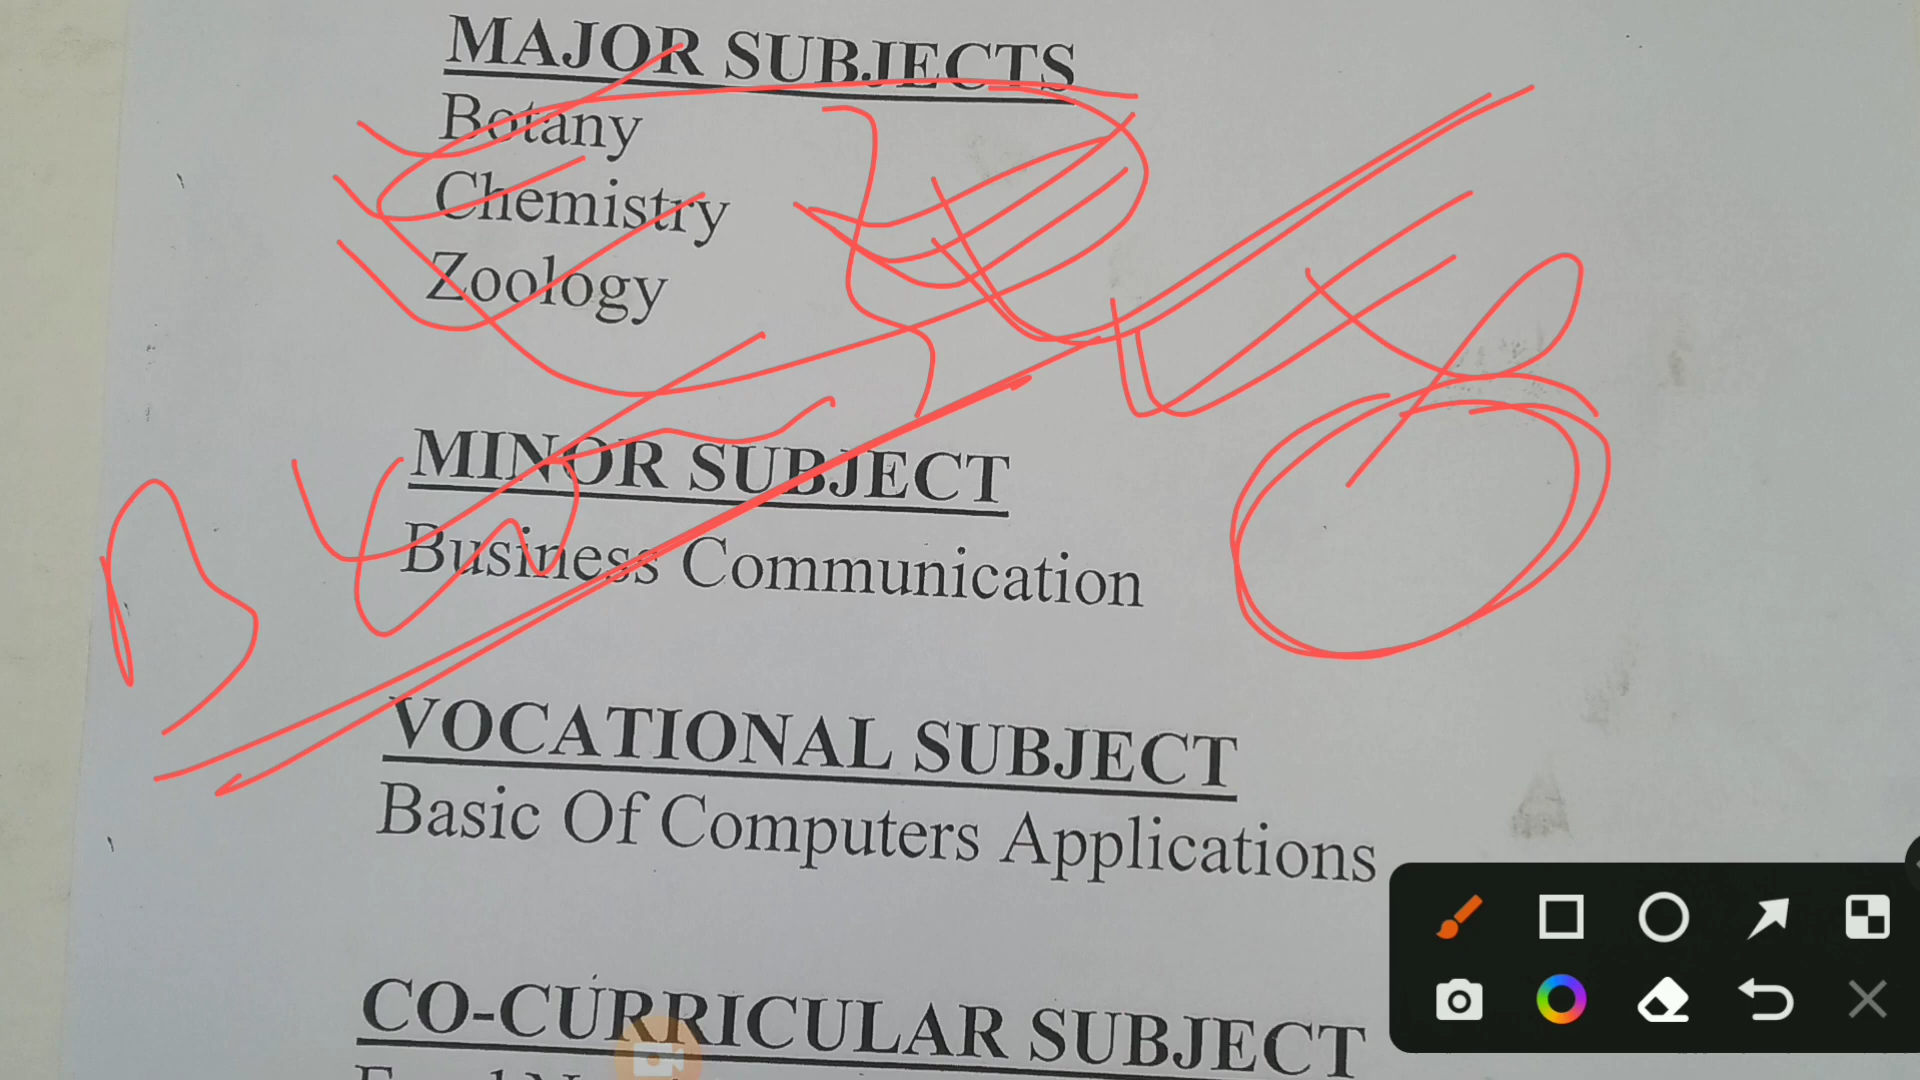 MAJOR SUBJECTS
Botany
Chemistry
Zoology
MINOR SUBJECT
Business Communication
VOCATIONAL SUBJECT
Basic Of Computers Applications
CO-CURRICULAR SUBJECT